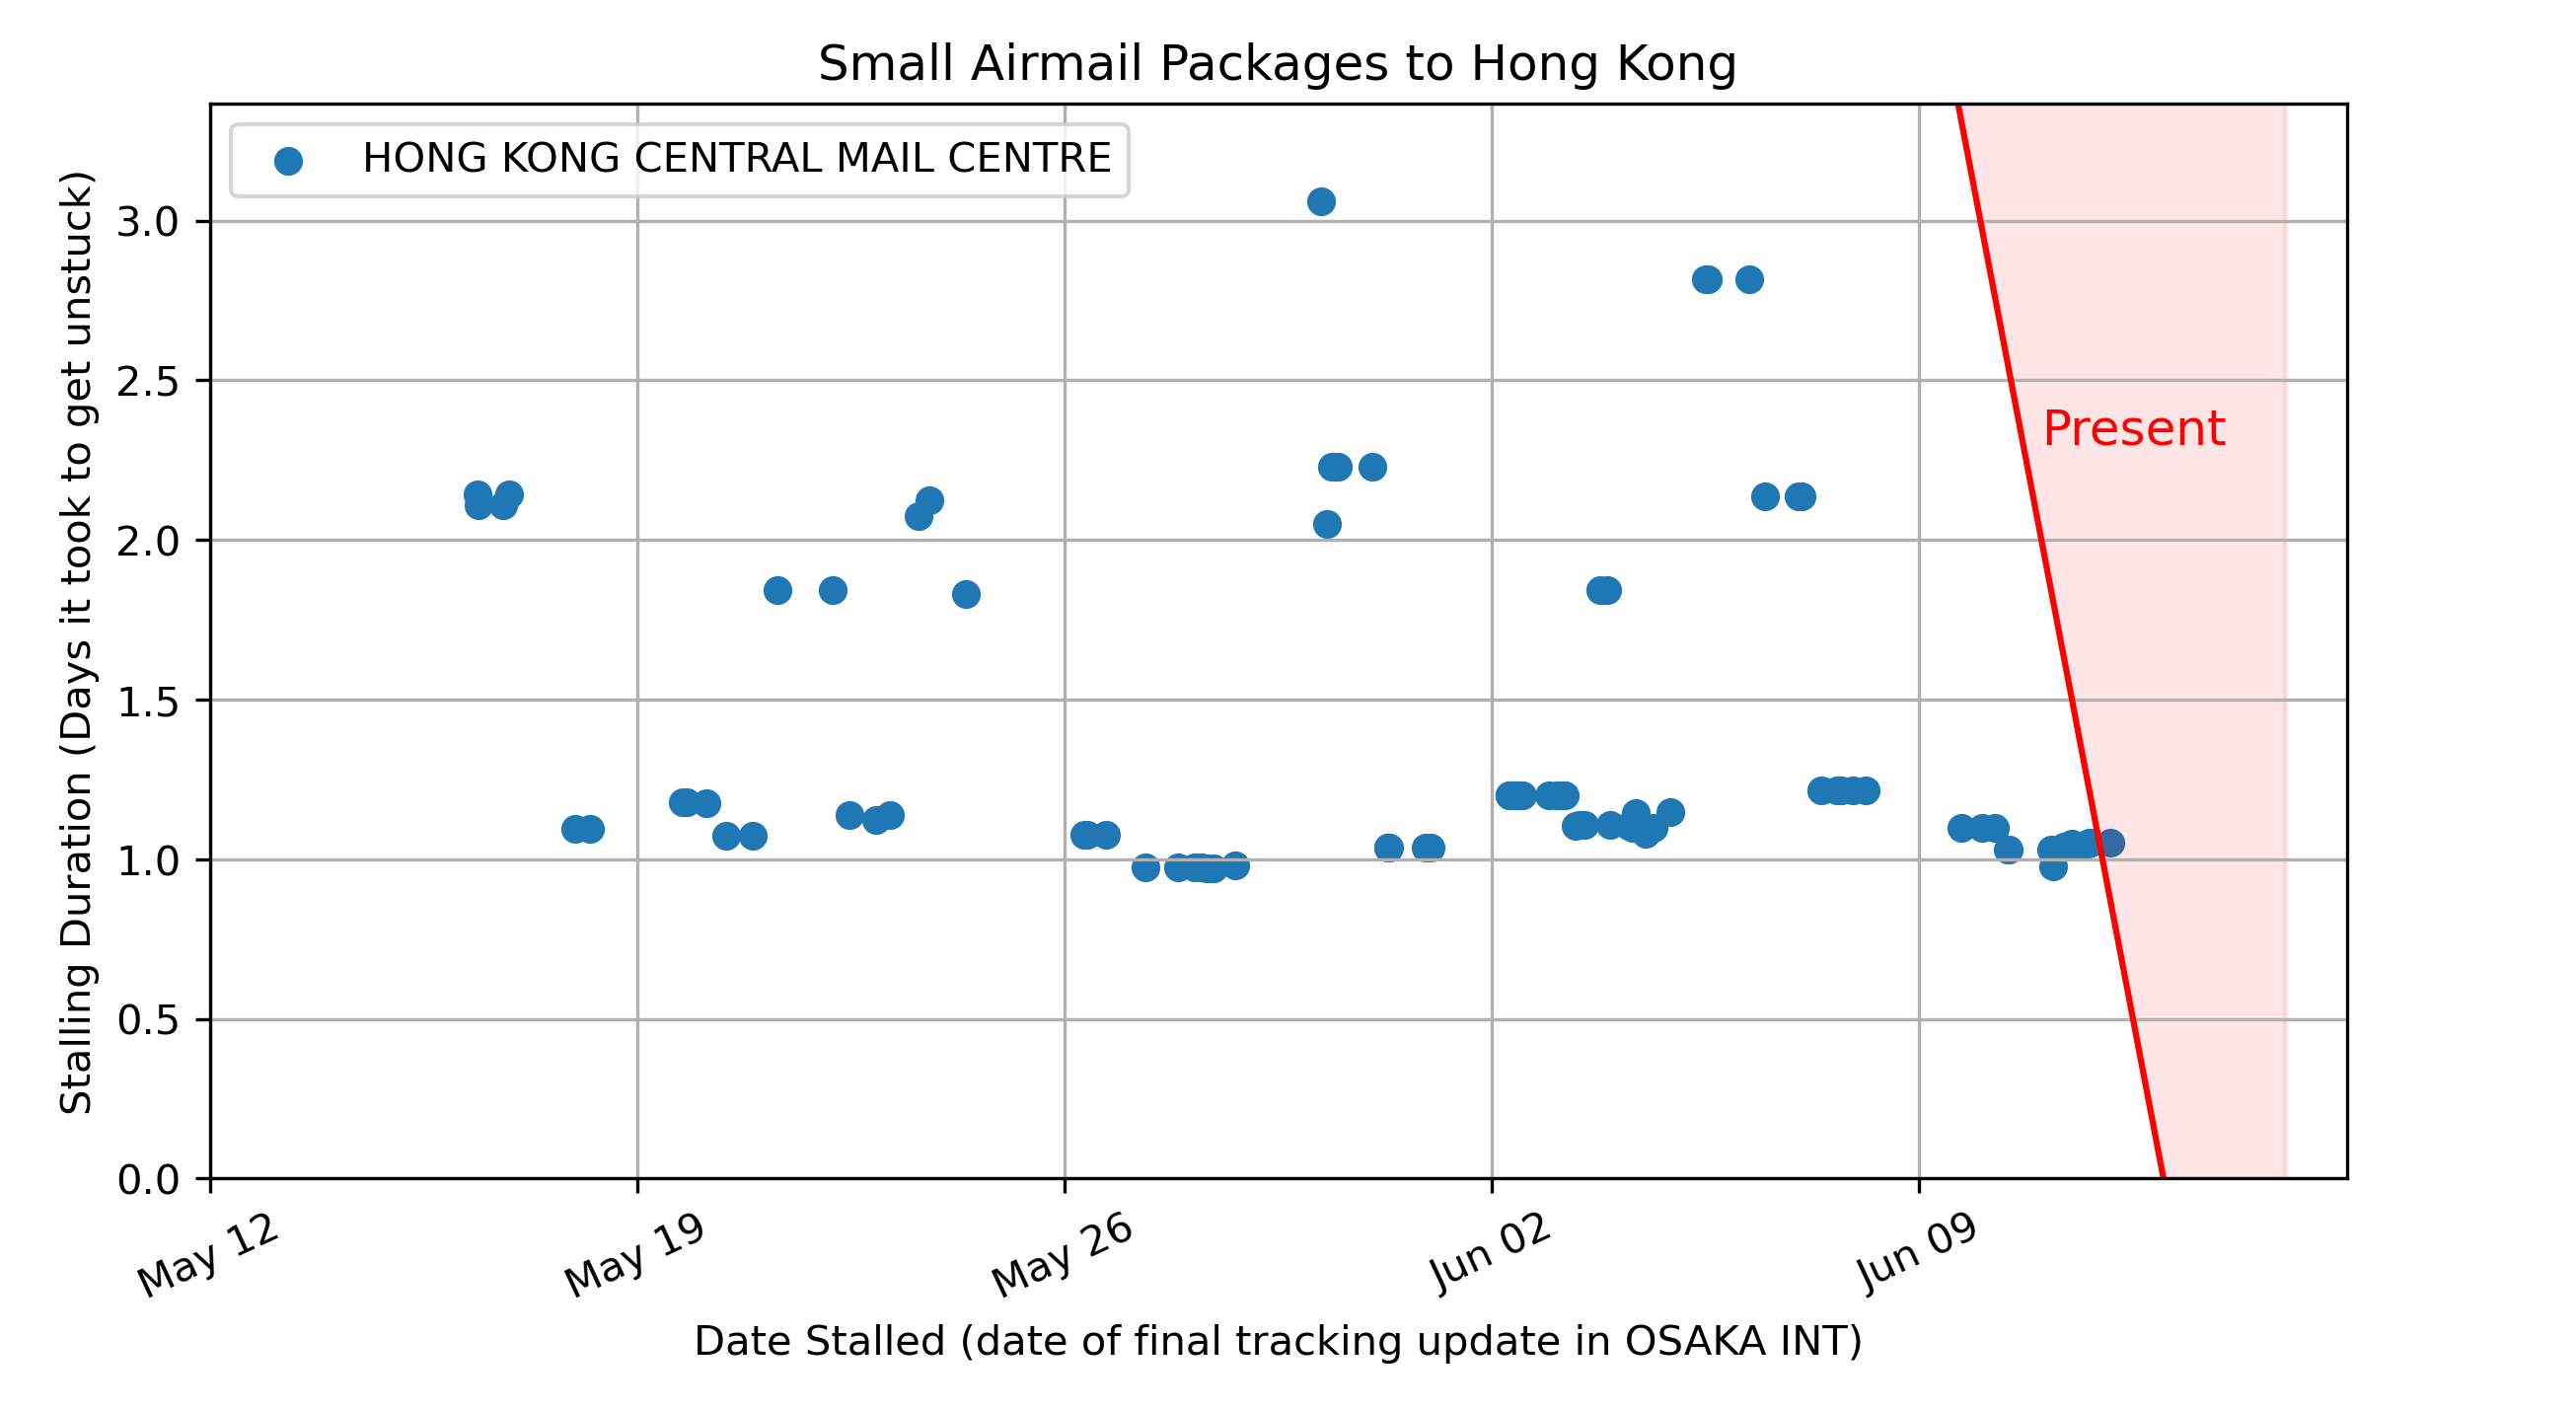 Small Airmail Packages to Hong Kong
HONG KONG CENTRAL MAIL CENTRE
Stalling Duration (Days it took to get unstuck)
3.0
2.5
2.0
1.5
1.0
0.5
0.0
Present
May 12
May 19
May 26
Jun 02
Jun 09
Date Stalled (date of final tracking update in OSAKA INT)